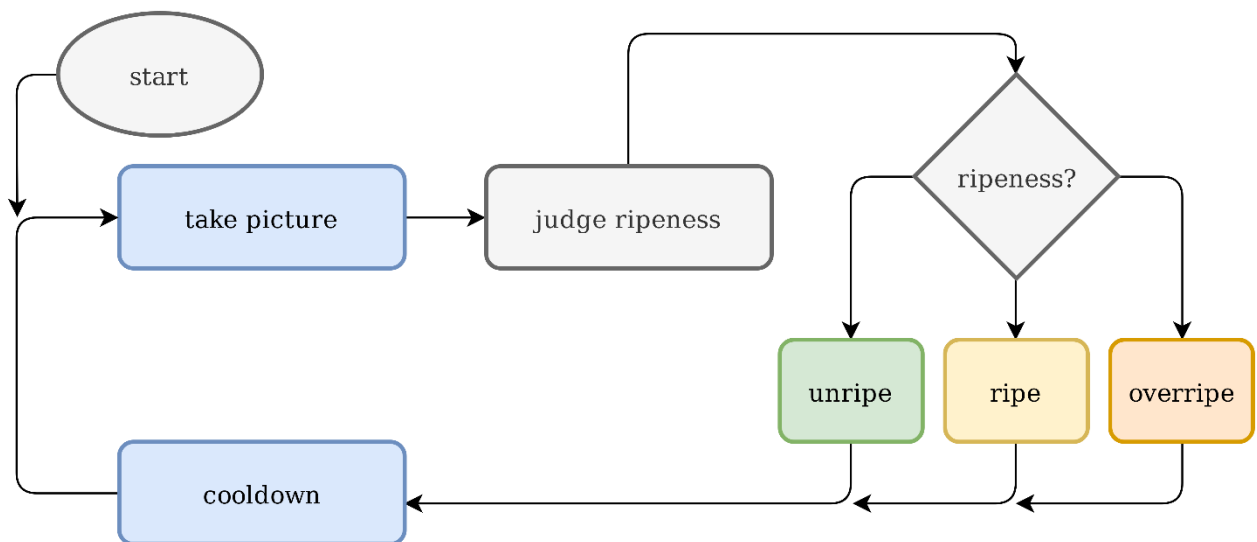 start
take picture
judge ripeness
ripeness?
unripe
ripe
overripe
cooldown